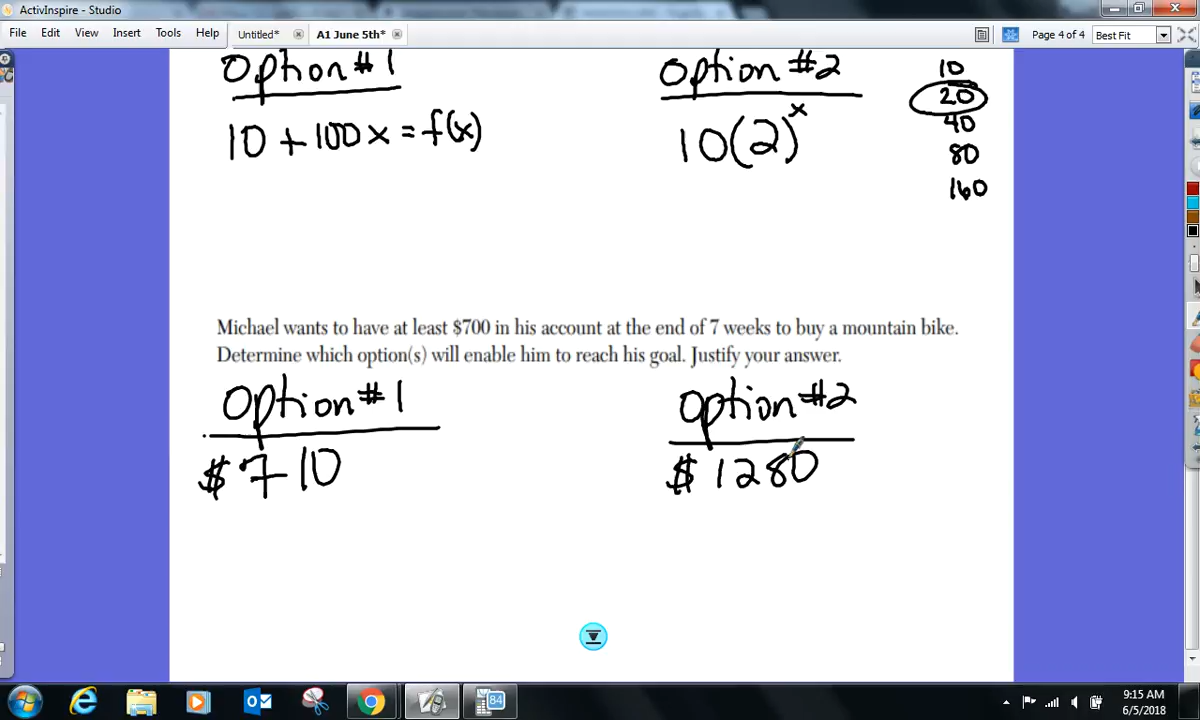 ActivInspire - Studio
File Edit View Insert Tools Help Untitled* A1 June 5th* Page 4 of 4 Best Fit
Option #1
10 + 100x = f(x)
Option #2
10(2)^x
10
20
40
80
160
Michael wants to have at least $700 in his account at the end of 7 weeks to buy a mountain bike.
Determine which option(s) will enable him to reach his goal. Justify your answer.
Option #1
$710
Option #2
$1280
84
9:15 AM
6/5/2018